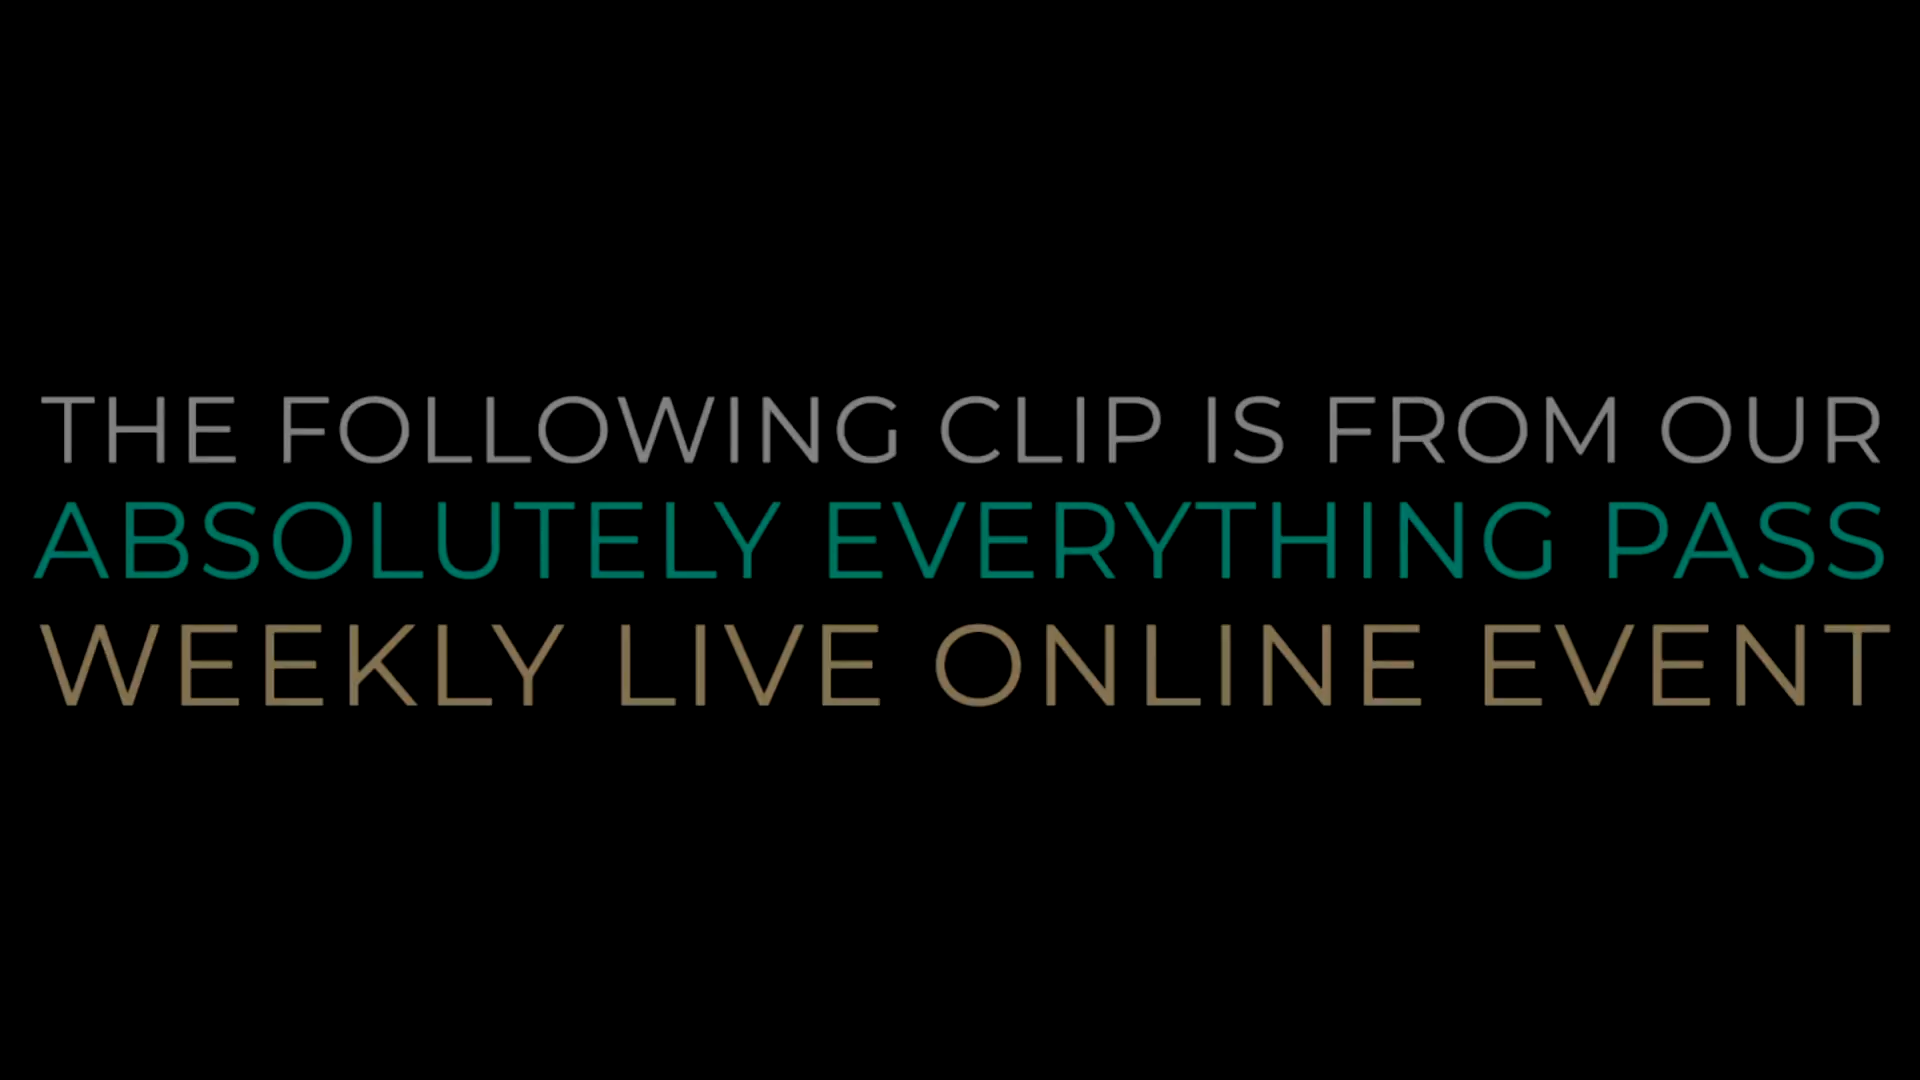 THE FOLLOWING CLIP IS FROM OUR
ABSOLUTELY EVERYTHING PASS
WEEKLY LIVE ONLINE EVENT